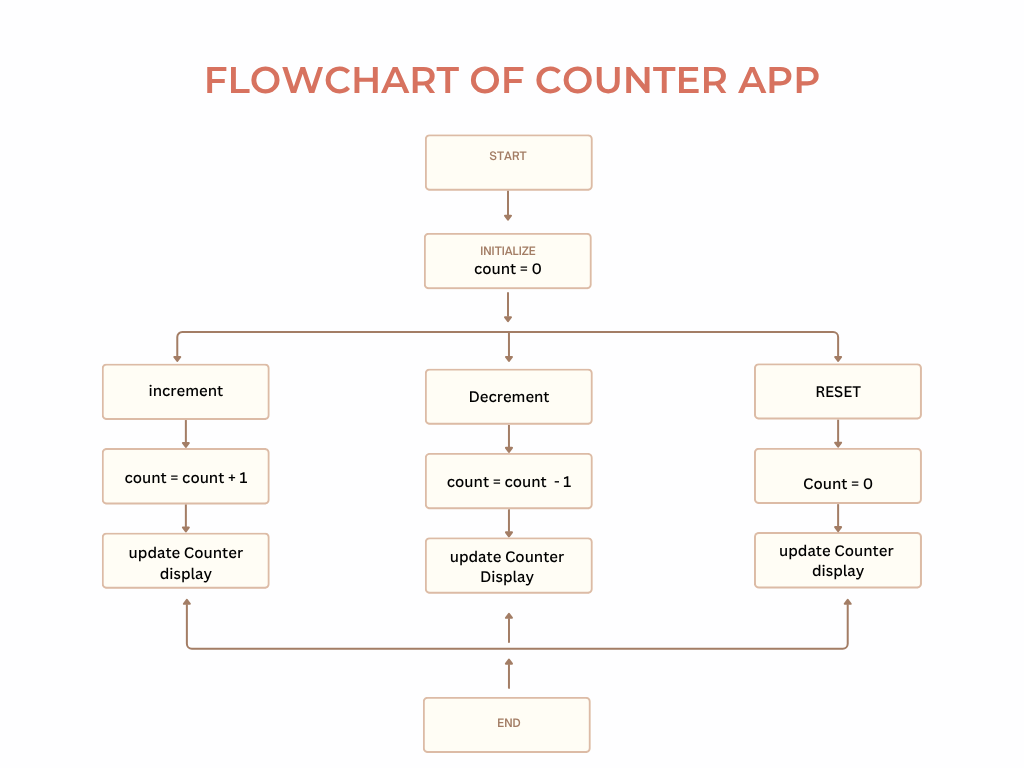 FLOWCHART OF COUNTER APP
START
INITIALIZE
count = 0
increment
Decrement
RESET
count = count + 1
count = count  - 1
Count = 0
update Counter
display
update Counter
Display
update Counter
display
END